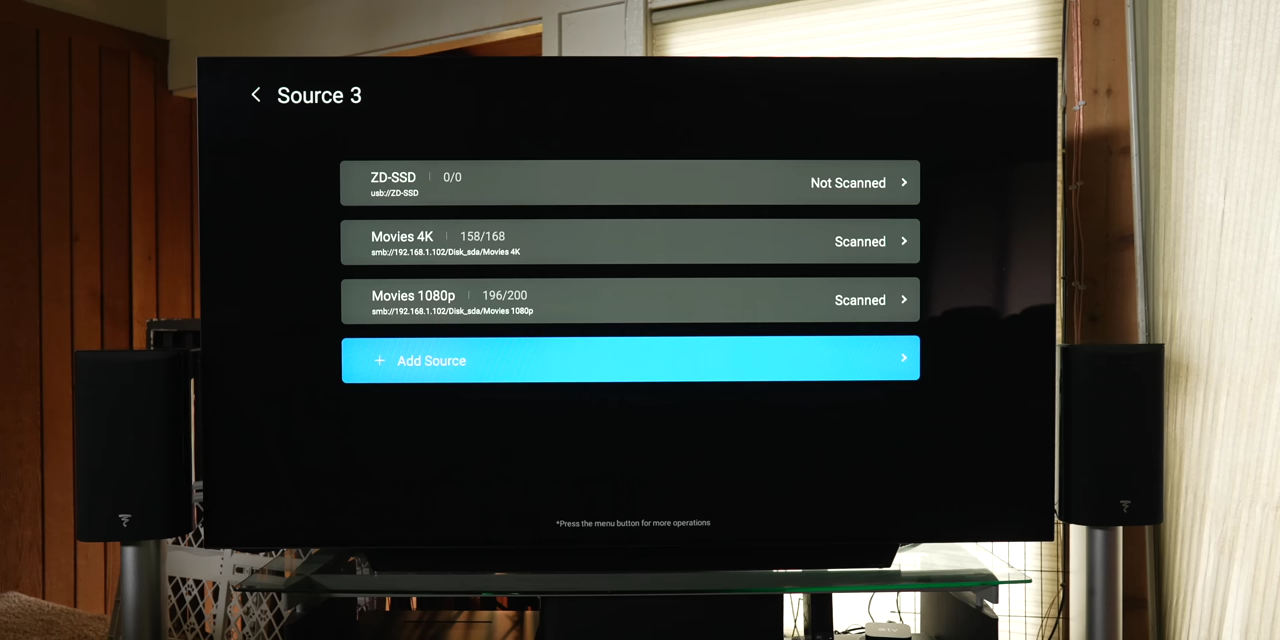 Source 3
ZD-SSD 0/0
usb://ZD-SSD
Not Scanned
Movies 4K 158/168
smb://192.168.1.102/Disk_sda/Movies 4K
Scanned
Movies 1080p 196/200
smb://192.168.1.102/Disk_sda/Movies 1080p
Scanned
+ Add Source
*Press the menu button for more operations